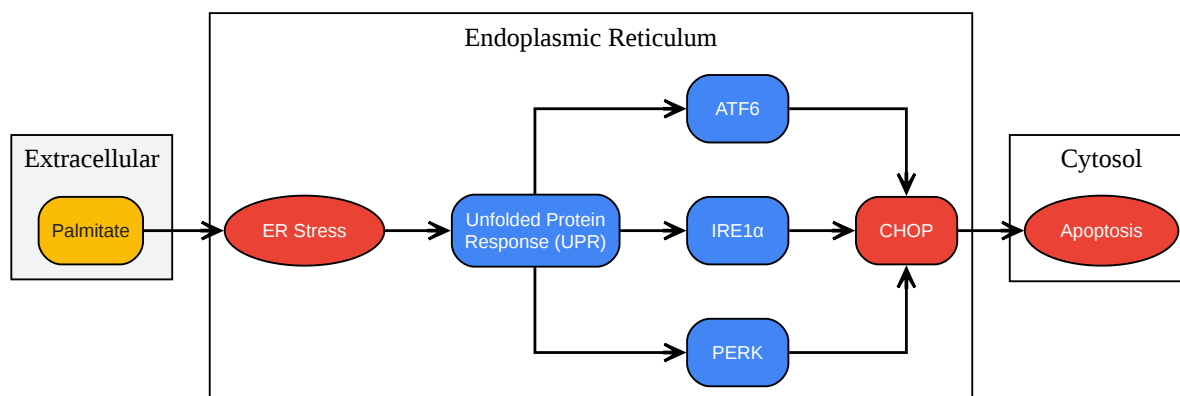 Endoplasmic Reticulum
ATF6
Extracellular
Cytosol
Palmitate
ER Stress
Unfolded Protein
Response (UPR)
IRE1α
CHOP
Apoptosis
PERK